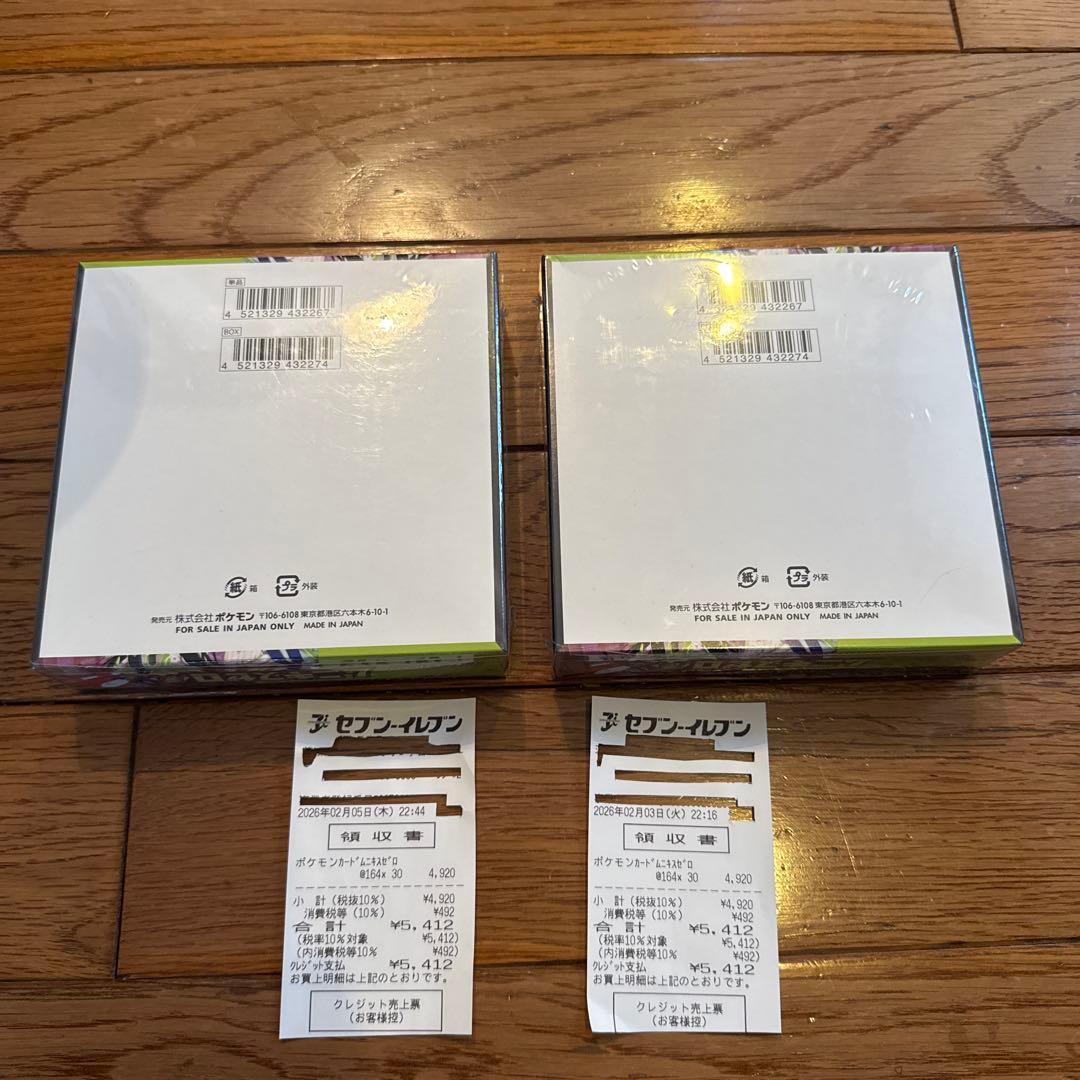 単品
4 521329 432267
BOX
4 521329 432274
紙 箱
プラ 外装
発売元 株式会社ポケモン 〒106-6108 東京都港区六本木6-10-1
FOR SALE IN JAPAN ONLY MADE IN JAPAN
4 521329 432267
4 521329 432274
紙 箱
プラ 外装
発売元 株式会社ポケモン 〒106-6108 東京都港区六本木6-10-1
FOR SALE IN JAPAN ONLY MADE IN JAPAN
セブン-イレブン
2026年02月05日(木) 22:44
領収書
ポケモンカードムニキスゼロ
@164x 30 4,920
小 計(税抜10%) ¥4,920
消費税等(10%) ¥492
合 計 ¥5,412
(税率10%対象 ¥5,412)
(内消費税等10% ¥492)
クレジット支払 ¥5,412
お買上明細は上記のとおりです。
クレジット売上票
(お客様控)
セブン-イレブン
2026年02月03日(火) 22:16
領収書
ポケモンカードムニキスゼロ
@164x 30 4,920
小 計(税抜10%) ¥4,920
消費税等(10%) ¥492
合 計 ¥5,412
(税率10%対象 ¥5,412)
(内消費税等10% ¥492)
クレジット支払 ¥5,412
お買上明細は上記のとおりです。
クレジット売上票
(お客様控)